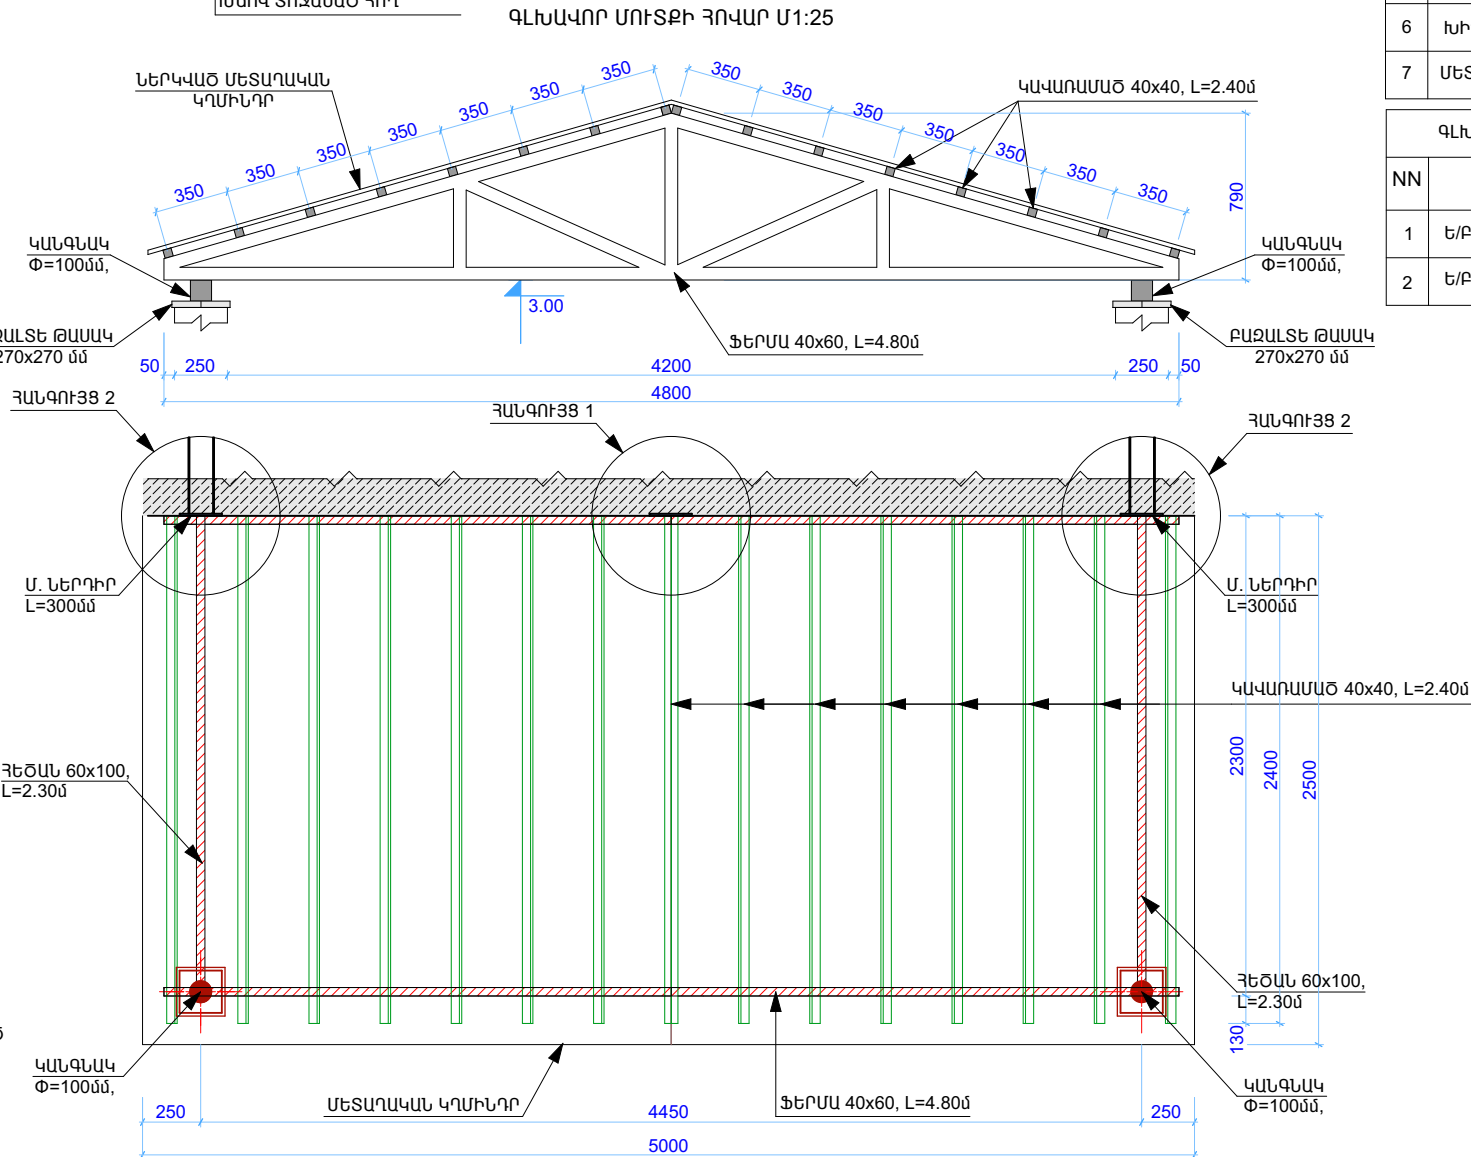 ԳԼԽԱՎՈՐ ՄՈՒՏՔԻ ՀՈՎԱՐ Մ1:25
ՆԵՐԿՎԱԾ ՄԵՏԱՂԱԿԱՆ
ԿՂՄԻՆԴՐ
350
350
350
350
350
350
350
350
350
350
350
350
350
350
ԿԱՎԱՌԱՄԱԾ 40x40, L=2.40մ
790
ԿԱՆԳՆԱԿ
Փ=100մմ,
ԿԱՆԳՆԱԿ
Փ=100մմ,
3.00
ՖԵՐՄԱ 40x60, L=4.80մ
ԹԱՍԱԿ
270x270 մմ
ԲԱԶԱԼՏԵ ԹԱՍԱԿ
270x270 մմ
50
250
4200
250
50
4800
ՀԱՆԳՈՒՅՑ 2
ՀԱՆԳՈՒՅՑ 1
ՀԱՆԳՈՒՅՑ 2
Մ. ՆԵՐԴԻՐ
L=300մմ
Մ. ՆԵՐԴԻՐ
L=300մմ
ԿԱՎԱՌԱՄԱԾ 40x40, L=2.40մ
2300
2400
2500
ՀԵԾԱՆ 60x100,
L=2.30մ
ՀԵԾԱՆ 60x100,
L=2.30մ
130
ԿԱՆԳՆԱԿ
Փ=100մմ,
ՄԵՏԱՂԱԿԱՆ ԿՂՄԻՆԴՐ
ՖԵՐՄԱ 40x60, L=4.80մ
ԿԱՆԳՆԱԿ
Փ=100մմ,
250
4450
250
5000
6
7
NN
1 Ե/Բ
2 Ե/Բ